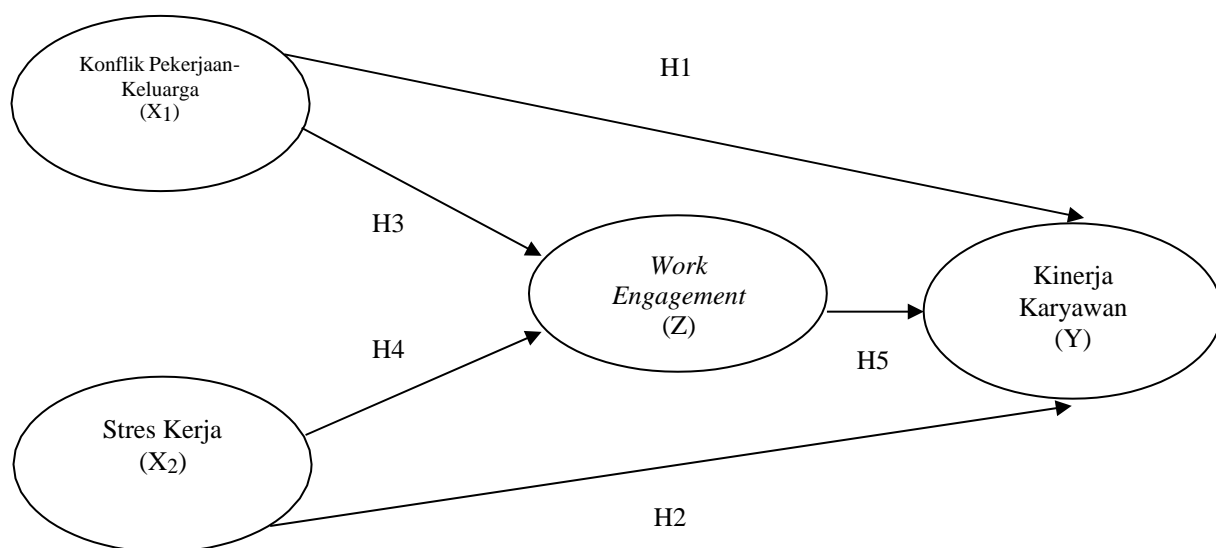 Konflik Pekerjaan-
Keluarga
(X1)
H1
H3
Work
Engagement
(Z)
Kinerja
Karyawan
(Y)
H4
H5
Stres Kerja
(X2)
H2